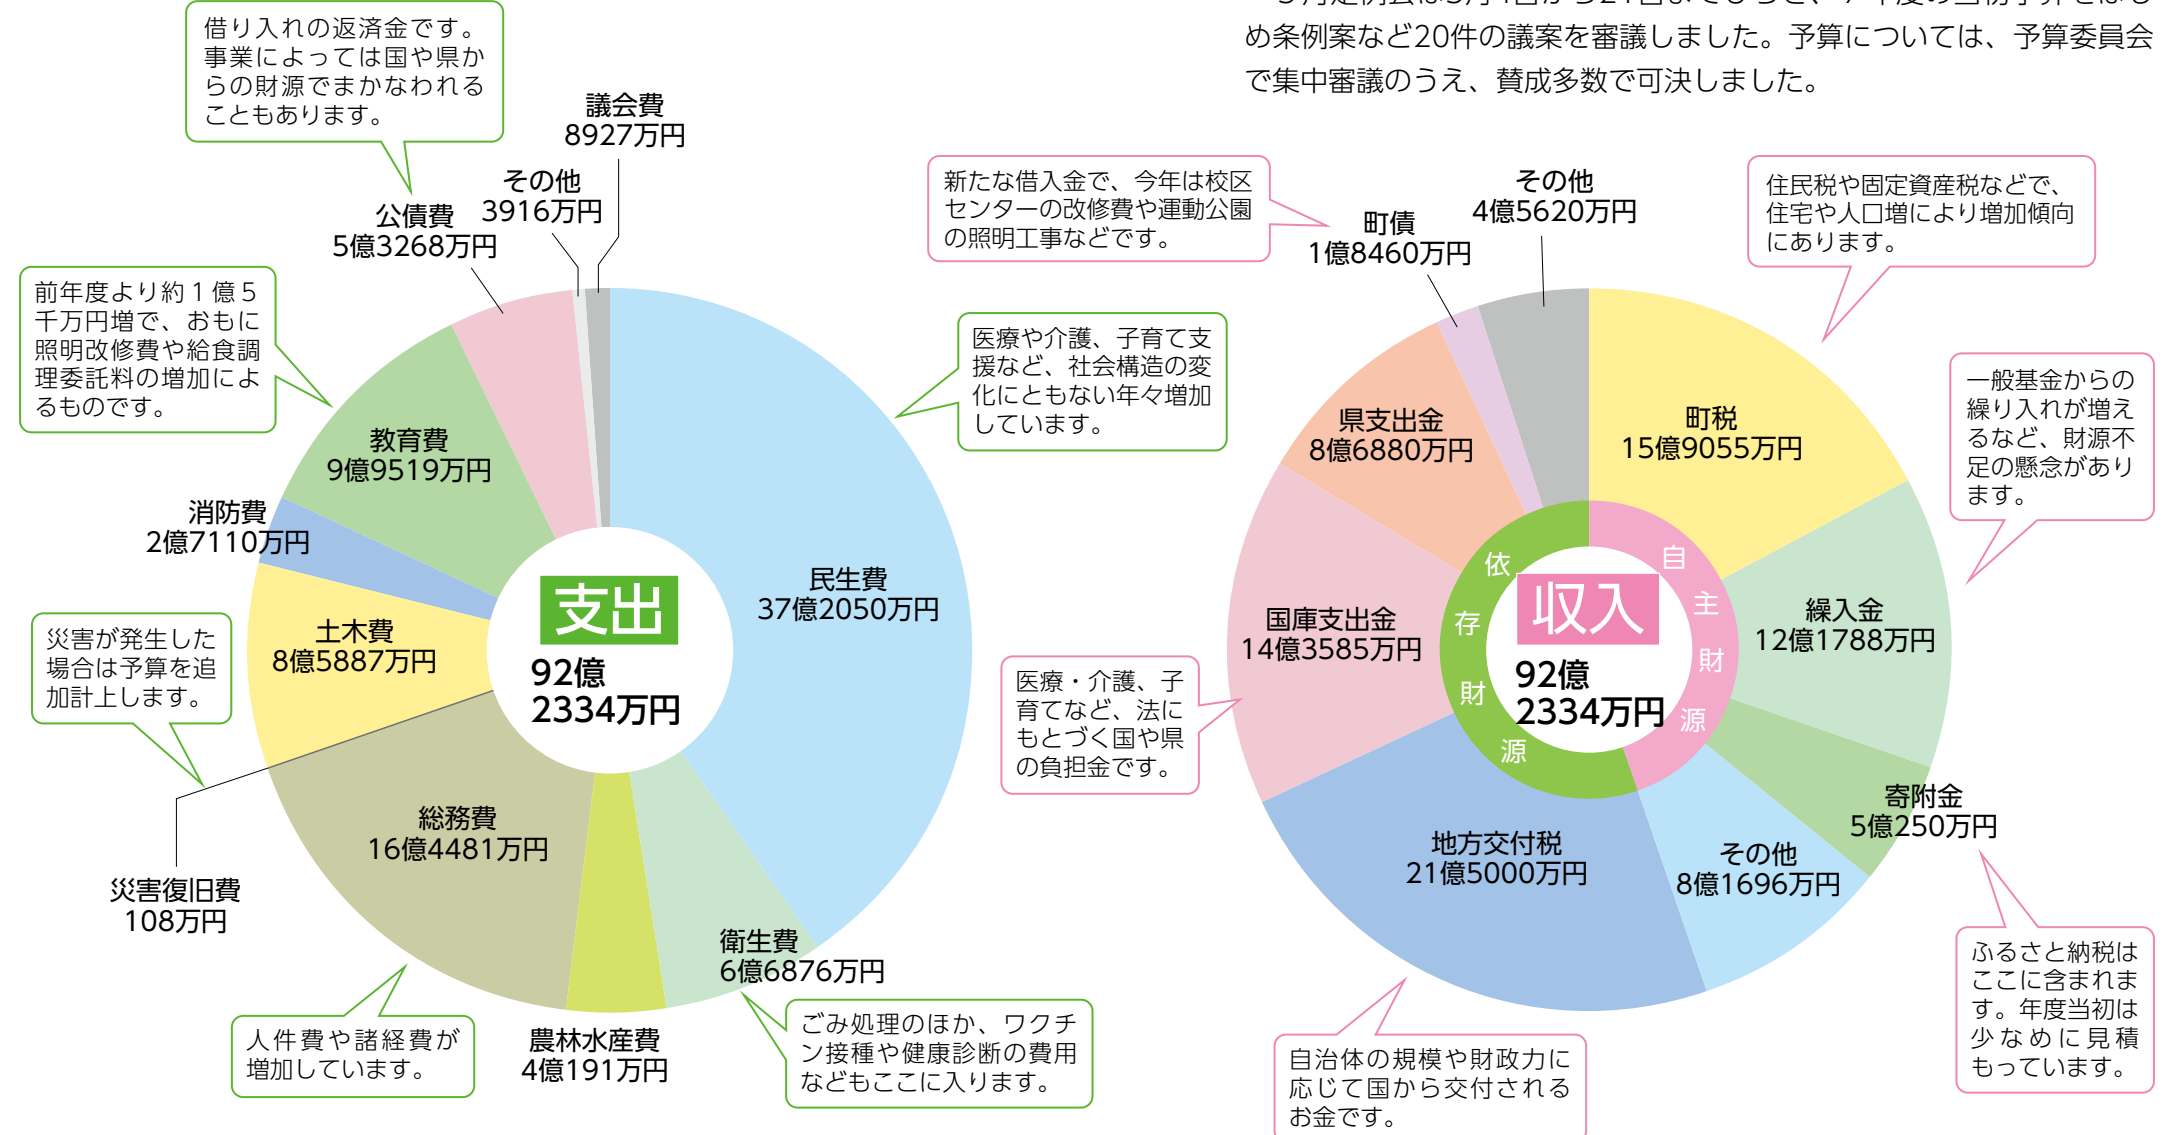 め条例案など20件の議案を審議しました。予算については、予算委員会
で集中審議のうえ、賛成多数で可決しました。
借り入れの返済金です。
事業によっては国や県か
らの財源でまかなわれる
こともあります。
議会費
8927万円
その他
3916万円
公債費
5億3268万円
前年度より約1億5
千万円増で、おもに
照明改修費や給食調
理委託料の増加によ
るものです。
医療や介護、子育て支
援など、社会構造の変
化にともない年々増加
しています。
教育費
9億9519万円
消防費
2億7110万円
民生費
37億2050万円
支出
92億
2334万円
土木費
8億5887万円
災害が発生した
場合は予算を追
加計上します。
総務費
16億4481万円
災害復旧費
108万円
衛生費
6億6876万円
農林水産費
4億191万円
人件費や諸経費が
増加しています。
ごみ処理のほか、ワクチ
ン接種や健康診断の費用
などもここに入ります。
新たな借入金で、今年は校区
センターの改修費や運動公園
の照明工事などです。
町債
1億8460万円
その他
4億5620万円
住民税や固定資産税などで、
住宅や人口増により増加傾向
にあります。
一般基金からの
繰り入れが増え
るなど、財源不
足の懸念があり
ます。
県支出金
8億6880万円
町税
15億9055万円
依存財源
自主財源
収入
92億
2334万円
国庫支出金
14億3585万円
繰入金
12億1788万円
医療・介護、子
育てなど、法に
もとづく国や県
の負担金です。
寄附金
5億250万円
地方交付税
21億5000万円
その他
8億1696万円
ふるさと納税は
ここに含まれま
す。年度当初は
少なめに見積
もっています。
自治体の規模や財政力に
応じて国から交付される
お金です。